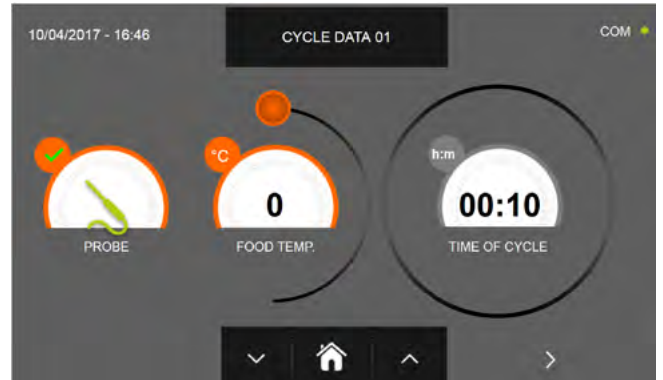 10/04/2017 - 16:46
CYCLE DATA 01
COM
°C
h:m
0
00:10
PROBE
FOOD TEMP.
TIME OF CYCLE